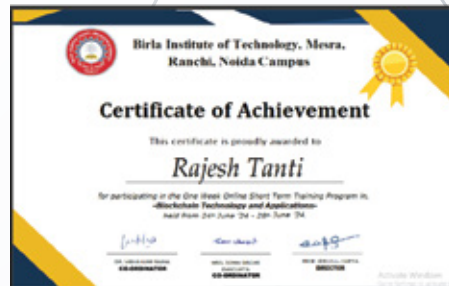 Birla Institute of Technology, Mesra,
Ranchi, Noida Campus
Certificate of Achievement
This certificate is proudly awarded to
Rajesh Tanti
for participating in the One Week Online Short Term Training Program in,
-Blockchain Technology and Applications-
held from 24th June '24 - 28th June '24.
CO-ORDINATOR
CO-ORDINATOR
DIRECTOR
Activate Windows